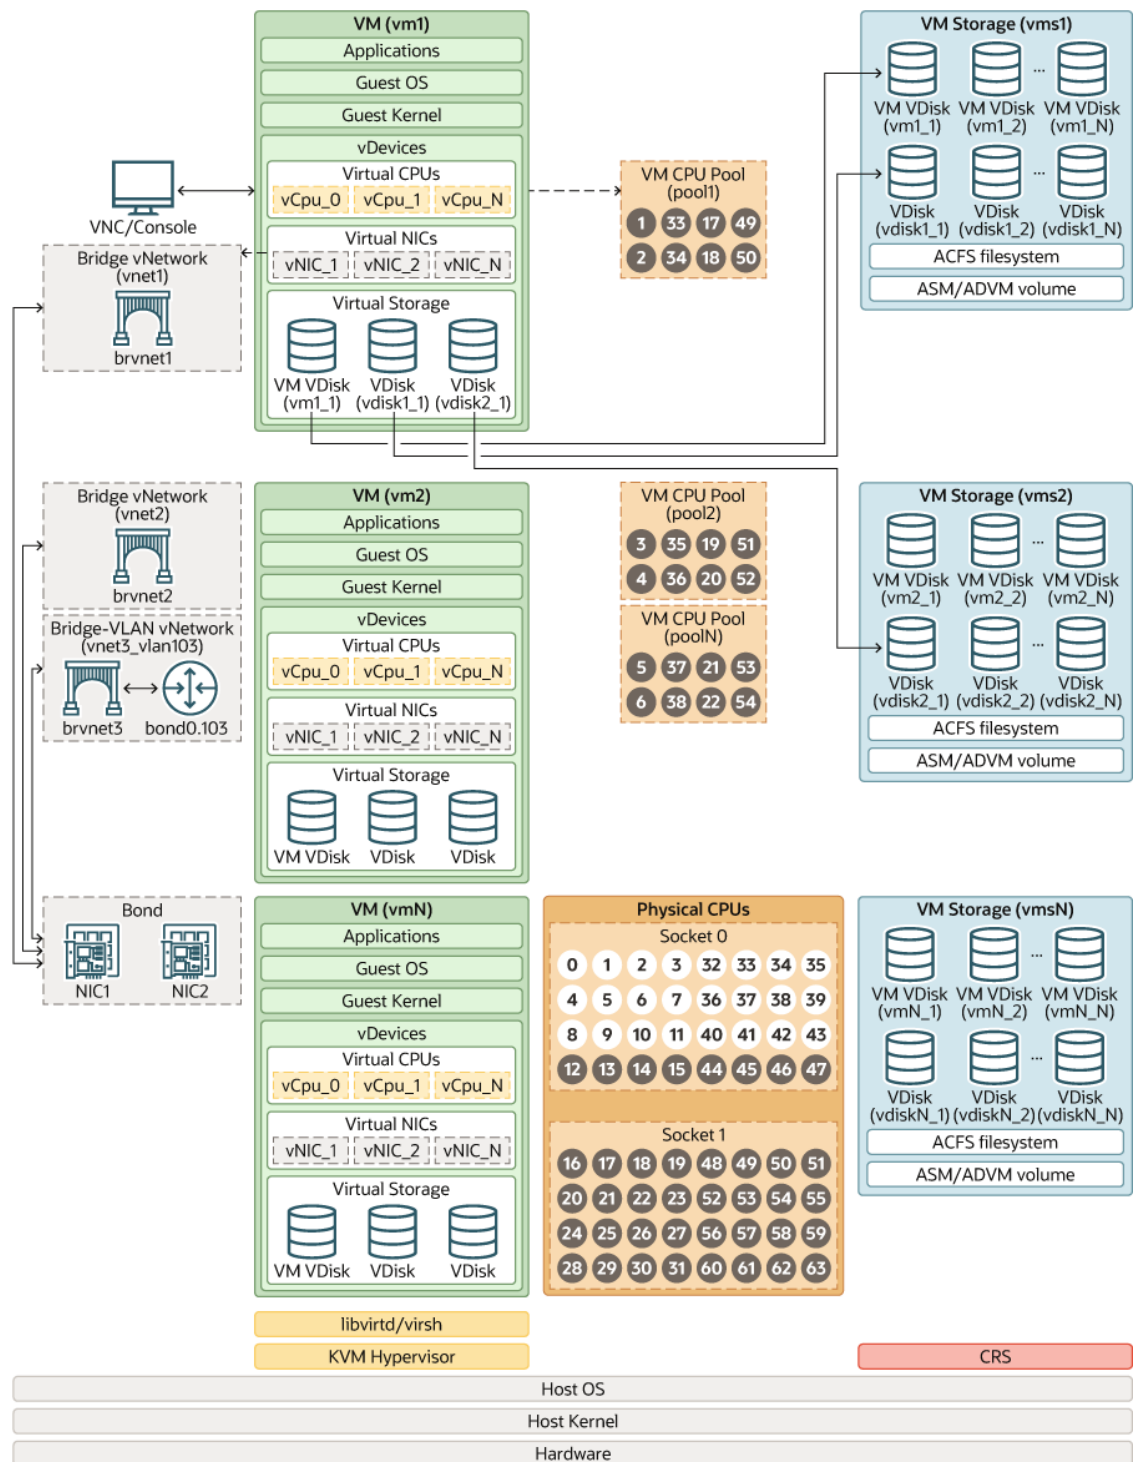 VM (vm1)
Applications
Guest OS
Guest Kernel
vDevices
Virtual CPUs
vCpu_0 vCpu_1 vCpu_N
Virtual NICs
vNIC_1 vNIC_2 vNIC_N
Virtual Storage
VM VDisk (vm1_1)
VDisk (vdisk1_1)
VDisk (vdisk2_1)
VNC/Console
Bridge vNetwork
(vnet1)
brvnet1
VM CPU Pool
(pool1)
1 33 17 49
2 34 18 50
VM Storage (vms1)
...
VM VDisk (vm1_1)
VM VDisk (vm1_2)
VM VDisk (vm1_N)
...
VDisk (vdisk1_1)
VDisk (vdisk1_2)
VDisk (vdisk1_N)
ACFS filesystem
ASM/ADVM volume
Bridge vNetwork
(vnet2)
brvnet2
Bridge-VLAN vNetwork
(vnet3_vlan103)
brvnet3 bond0.103
VM (vm2)
Applications
Guest OS
Guest Kernel
vDevices
Virtual CPUs
vCpu_0 vCpu_1 vCpu_N
Virtual NICs
vNIC_1 vNIC_2 vNIC_N
Virtual Storage
VM VDisk VDisk VDisk
VM CPU Pool
(pool2)
3 35 19 51
4 36 20 52
VM CPU Pool
(poolN)
5 37 21 53
6 38 22 54
VM Storage (vms2)
...
VM VDisk (vm2_1)
VM VDisk (vm2_2)
VM VDisk (vm2_N)
...
VDisk (vdisk2_1)
VDisk (vdisk2_2)
VDisk (vdisk2_N)
ACFS filesystem
ASM/ADVM volume
Bond
NIC1 NIC2
VM (vmN)
Applications
Guest OS
Guest Kernel
vDevices
Virtual CPUs
vCpu_0 vCpu_1 vCpu_N
Virtual NICs
vNIC_1 vNIC_2 vNIC_N
Virtual Storage
VM VDisk VDisk VDisk
Physical CPUs
Socket 0
0 1 2 3 32 33 34 35
4 5 6 7 36 37 38 39
8 9 10 11 40 41 42 43
12 13 14 15 44 45 46 47
Socket 1
16 17 18 19 48 49 50 51
20 21 22 23 52 53 54 55
24 25 26 27 56 57 58 59
28 29 30 31 60 61 62 63
VM Storage (vmsN)
...
VM VDisk (vmN_1)
VM VDisk (vmN_2)
VM VDisk (vmN_N)
...
VDisk (vdiskN_1)
VDisk (vdiskN_2)
VDisk (vdiskN_N)
ACFS filesystem
ASM/ADVM volume
libvirtd/virsh
KVM Hypervisor
CRS
Host OS
Host Kernel
Hardware